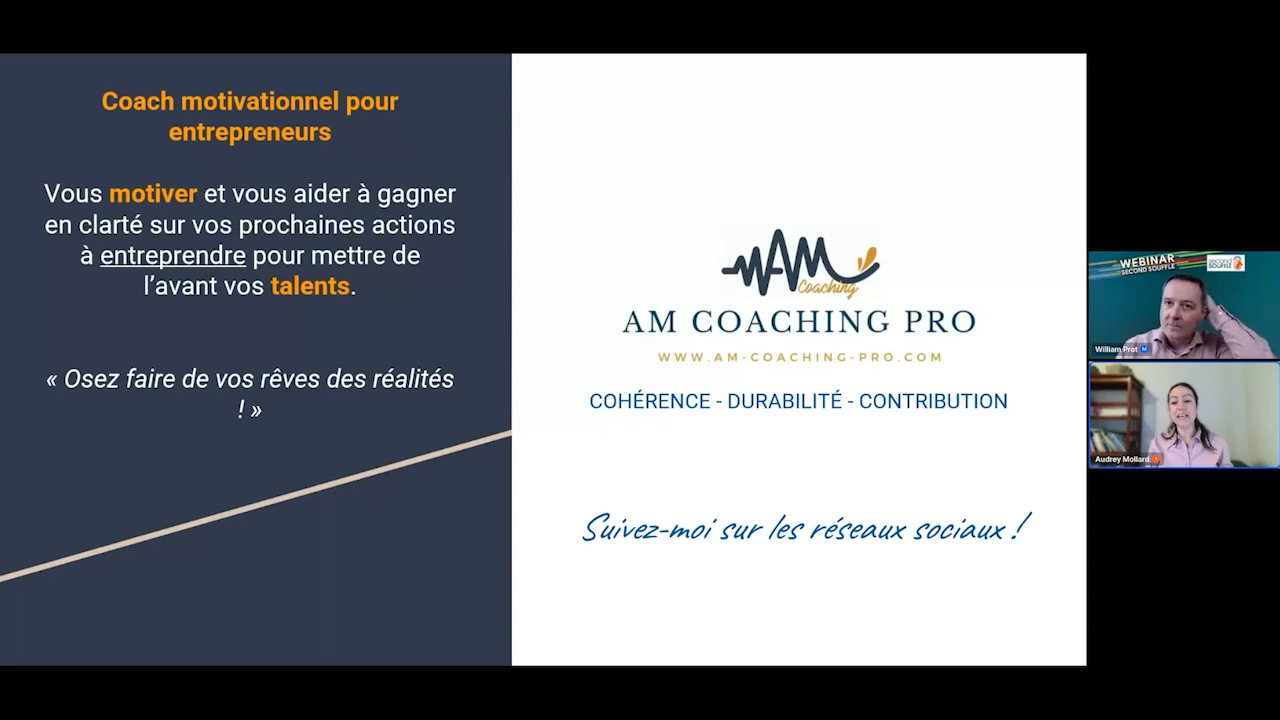 Coach motivationnel pour
entrepreneurs
Vous motiver et vous aider à gagner
en clarté sur vos prochaines actions
à entreprendre pour mettre de
l’avant vos talents.
« Osez faire de vos rêves des réalités
! »
AM
Coaching
AM COACHING PRO
WWW.AM-COACHING-PRO.COM
COHÉRENCE - DURABILITÉ - CONTRIBUTION
Suivez-moi sur les réseaux sociaux !
WEBINAR
SECOND SOUFFLE
SECOND
SOUFFLE
William Prot
Audrey Mollard